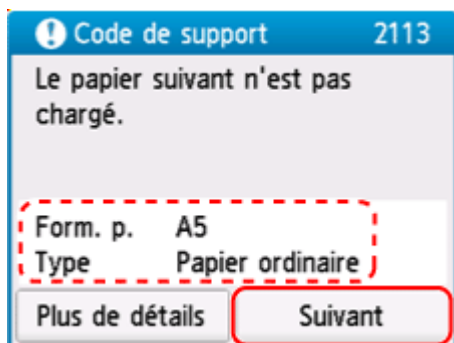 Code de support 2113
Le papier suivant n'est pas
chargé.
Form. p. A5
Type Papier ordinaire
Plus de détails Suivant